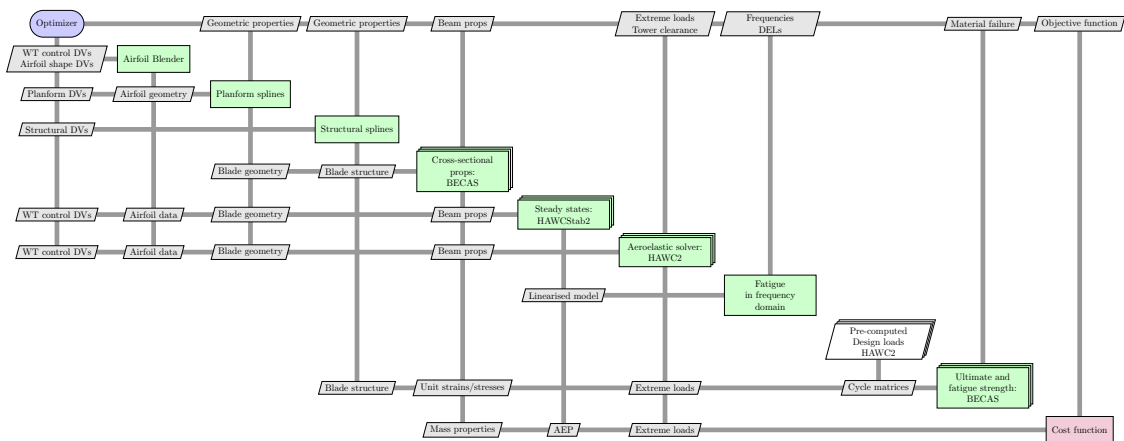 Optimizer
Geometric properties
Geometric properties
Beam props
Extreme loads
Tower clearance
Frequencies
DELs
Material failure
Objective function
WT control DVs
Airfoil shape DVs
Airfoil Blender
Planform DVs
Airfoil geometry
Planform splines
Structural DVs
Structural splines
Blade geometry
Blade structure
Cross-sectional
props:
BECAS
WT control DVs
Airfoil data
Blade geometry
Beam props
Steady states:
HAWCStab2
WT control DVs
Airfoil data
Blade geometry
Beam props
Aeroelastic solver:
HAWC2
Linearised model
Fatigue
in frequency
domain
Pre-computed
Design loads
HAWC2
Blade structure
Unit strains/stresses
Extreme loads
Cycle matrices
Ultimate and
fatigue strength:
BECAS
Mass properties
AEP
Extreme loads
Cost function